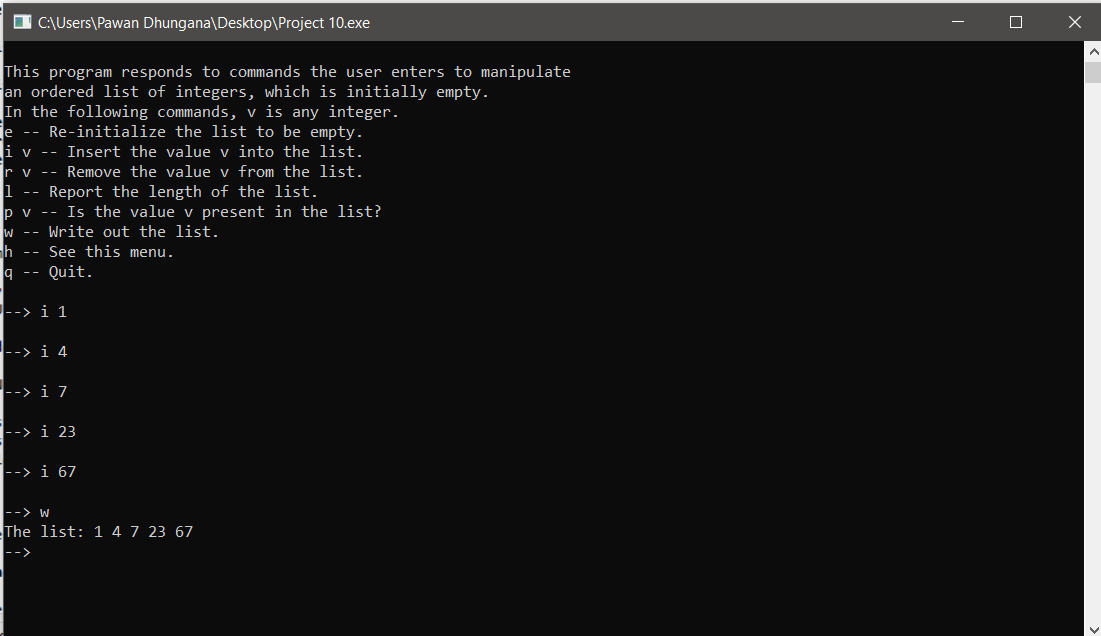 C:\Users\Pawan Dhungana\Desktop\Project 10.exe
This program responds to commands the user enters to manipulate
an ordered list of integers, which is initially empty.
In the following commands, v is any integer.
e -- Re-initialize the list to be empty.
i v -- Insert the value v into the list.
r v -- Remove the value v from the list.
l -- Report the length of the list.
p v -- Is the value v present in the list?
w -- Write out the list.
h -- See this menu.
q -- Quit.
--> i 1
--> i 4
--> i 7
--> i 23
--> i 67
--> w
The list: 1 4 7 23 67
-->